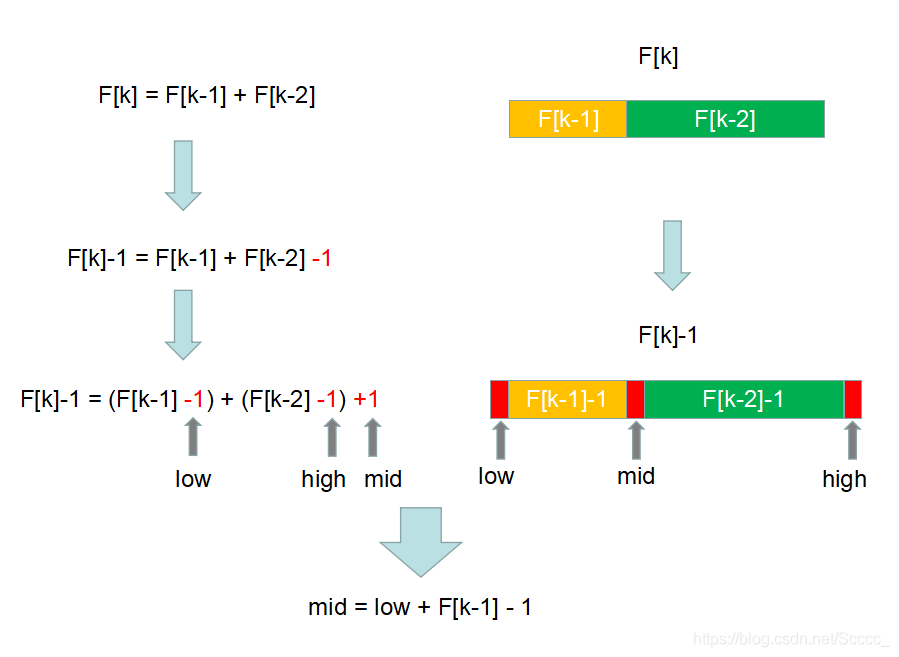 F[k]
F[k] = F[k-1] + F[k-2]
F[k-1] F[k-2]
F[k]-1 = F[k-1] + F[k-2] -1
F[k]-1
F[k]-1 = (F[k-1] -1) + (F[k-2] -1) +1
F[k-1]-1 F[k-2]-1
low high mid
low mid high
mid = low + F[k-1] - 1
https://blog.csdn.net/Scccc_